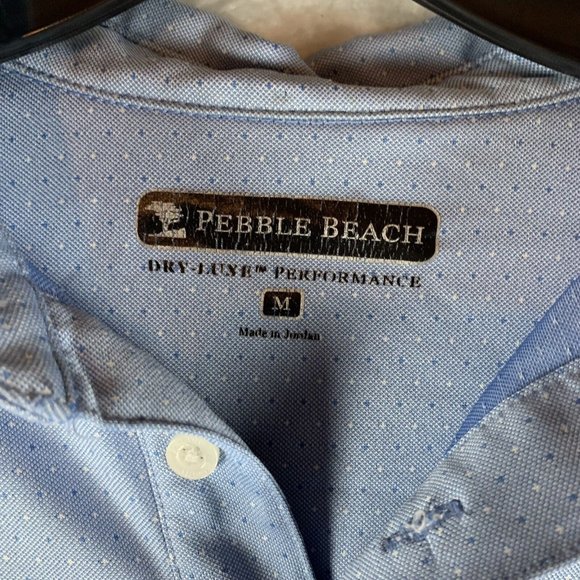 PEBBLE BEACH
DRY-LUXE™ PERFORMANCE
M
Made in Jordan